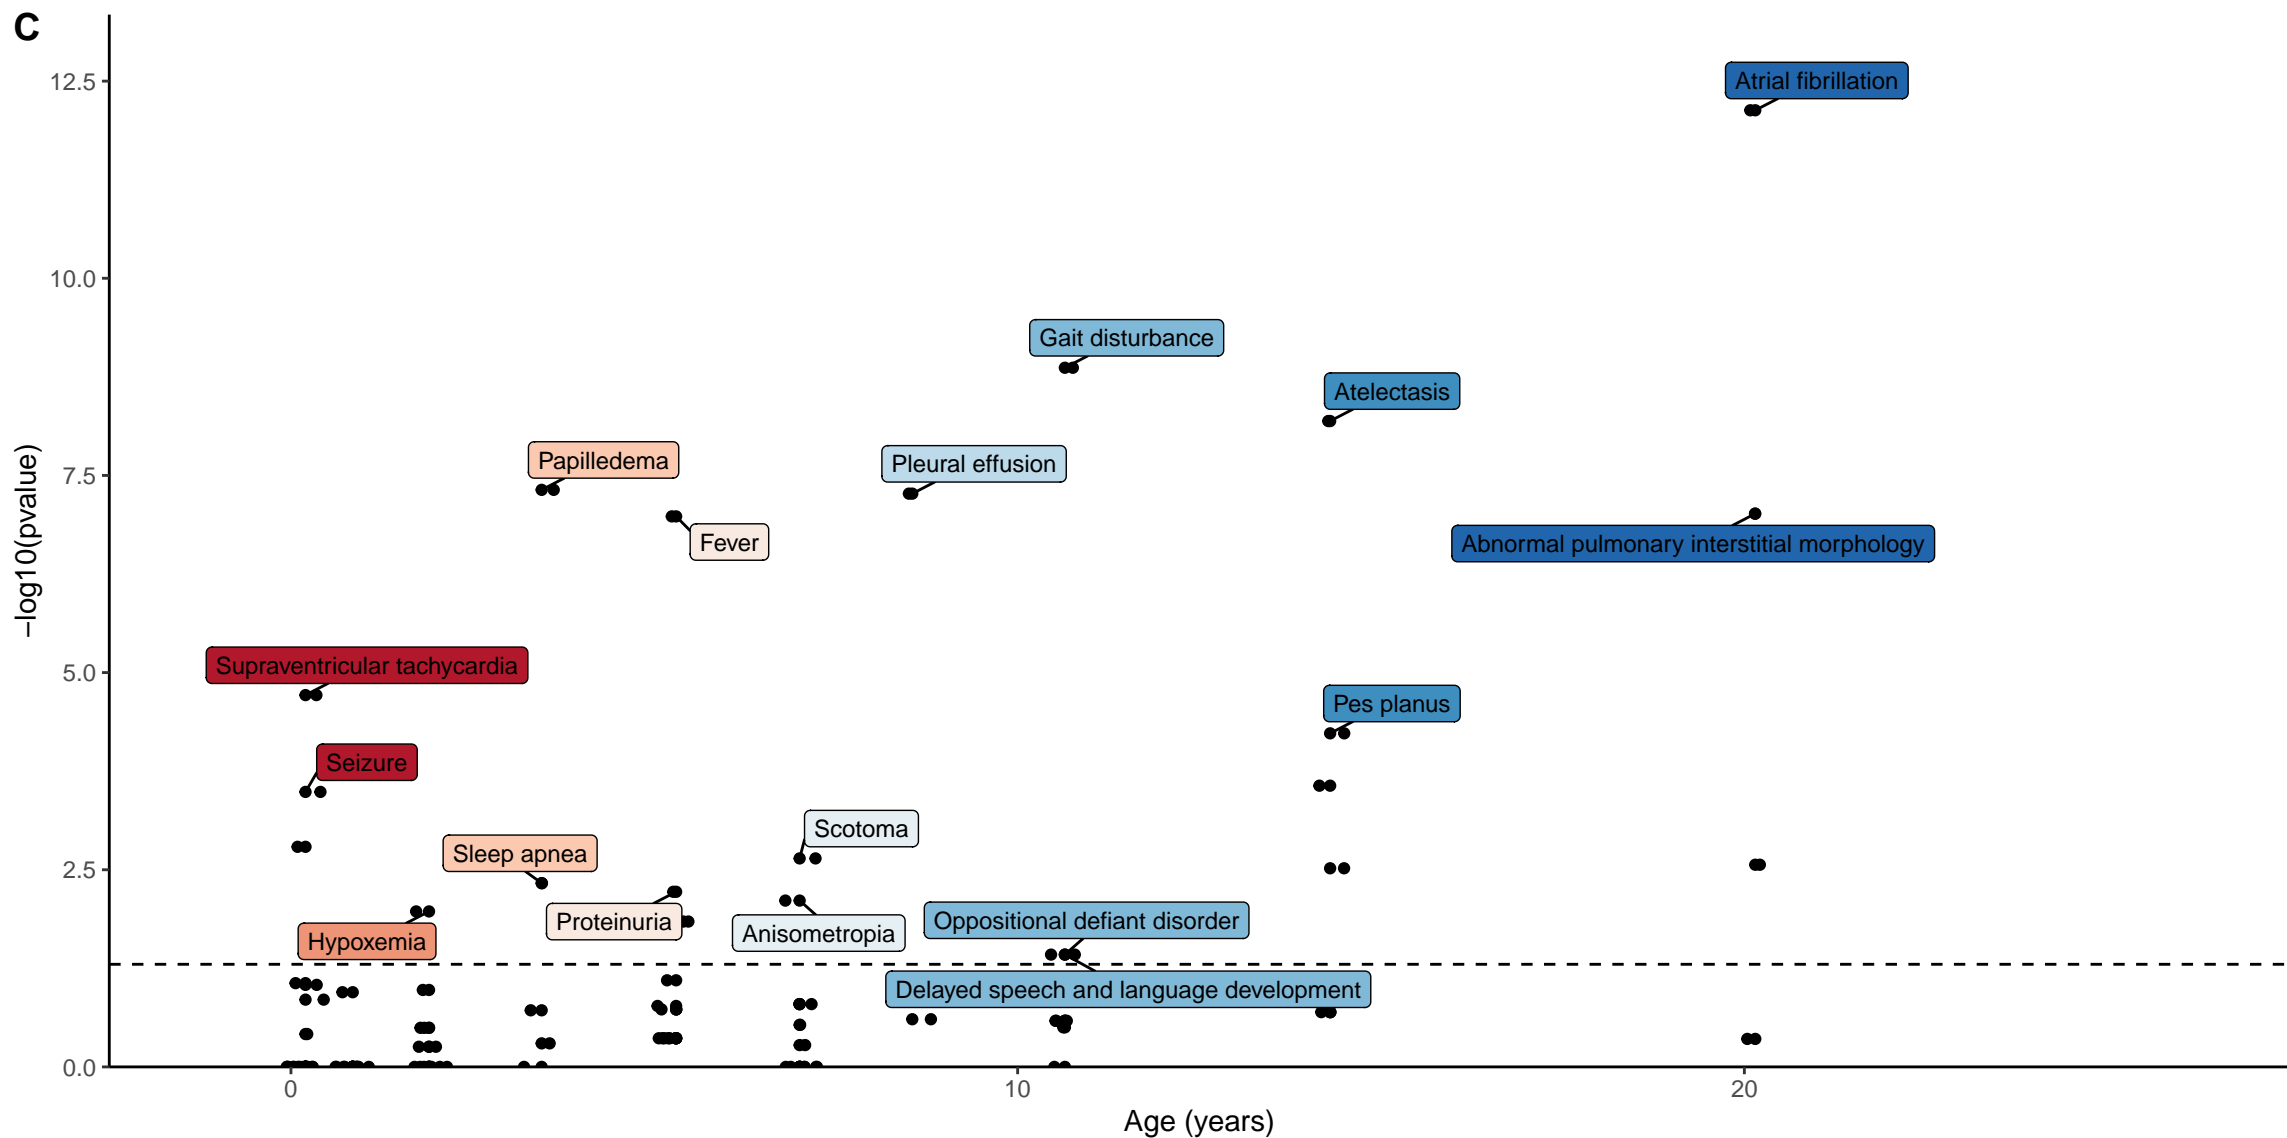 C
12.5
Atrial fibrillation
10.0
Gait disturbance
Atelectasis
Papilledema
Pleural effusion
7.5
Fever
Abnormal pulmonary interstitial morphology
−log10(pvalue)
Supraventricular tachycardia
5.0
Pes planus
Seizure
Scotoma
Sleep apnea
2.5
Proteinuria
Oppositional defiant disorder
Anisometropia
Hypoxemia
Delayed speech and language development
0.0
0
10
20
Age (years)